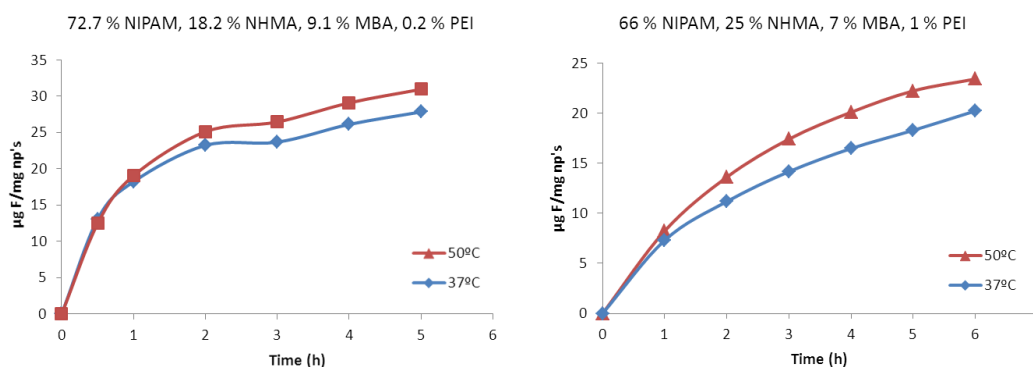 72.7 % NIPAM, 18.2 % NHMA, 9.1 % MBA, 0.2 % PEI
35
30
25
20
15
10
5
0
µg F/mg np's
0 1 2 3 4 5 6
Time (h)
50ºC
37ºC
66 % NIPAM, 25 % NHMA, 7 % MBA, 1 % PEI
25
20
15
10
5
0
µg F/mg np's
0 1 2 3 4 5 6
Time (h)
50ºC
37ºC